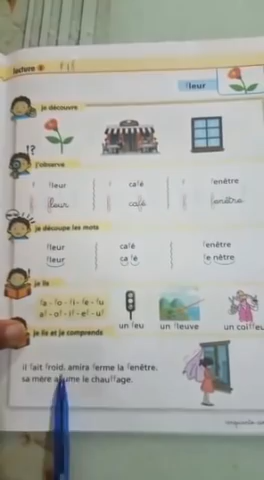 lecture
fleur
je découvre
j'observe
f fleur f café f fenêtre
f fleur f café f fenêtre
je découpe les mots
fleur café fenêtre
fleur ca fé fe nêtre
je lis
fa - fo - fi - fe - fu
af - of - if - ef - uf
un feu un fleuve un coiffeur
je lis et je comprends
il fait froid. amira ferme la fenêtre.
sa mère allume le chauffage.